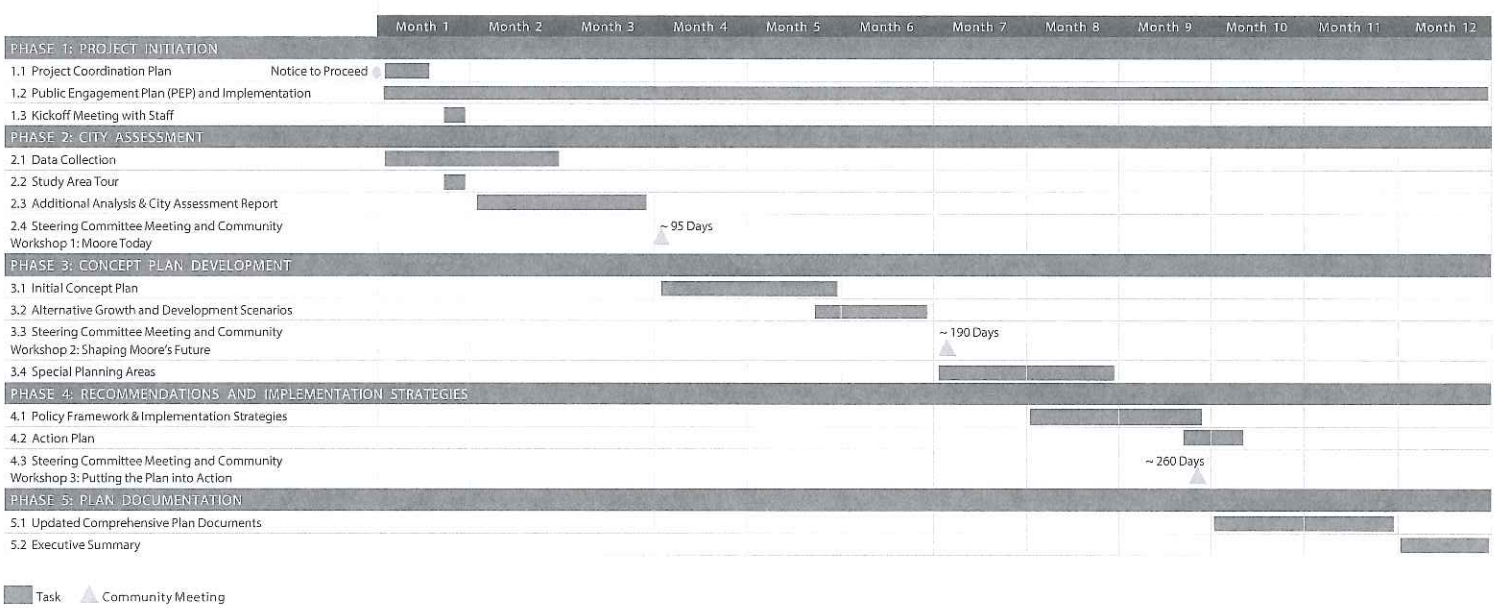 Month 1 Month 2 Month 3 Month 4 Month 5 Month 6 Month 7 Month 8 Month 9 Month 10 Month 11 Month 12
PHASE 1: PROJECT INITIATION
1.1 Project Coordination Plan Notice to Proceed
1.2 Public Engagement Plan (PEP) and Implementation
1.3 Kickoff Meeting with Staff
PHASE 2: CITY ASSESSMENT
2.1 Data Collection
2.2 Study Area Tour
2.3 Additional Analysis & City Assessment Report
2.4 Steering Committee Meeting and Community ~ 95 Days
Workshop 1: Moore Today
PHASE 3: CONCEPT PLAN DEVELOPMENT
3.1 Initial Concept Plan
3.2 Alternative Growth and Development Scenarios
3.3 Steering Committee Meeting and Community ~ 190 Days
Workshop 2: Shaping Moore's Future
3.4 Special Planning Areas
PHASE 4: RECOMMENDATIONS AND IMPLEMENTATION STRATEGIES
4.1 Policy Framework & Implementation Strategies
4.2 Action Plan
4.3 Steering Committee Meeting and Community ~ 260 Days
Workshop 3: Putting the Plan into Action
PHASE 5: PLAN DOCUMENTATION
5.1 Updated Comprehensive Plan Documents
5.2 Executive Summary
Task Community Meeting